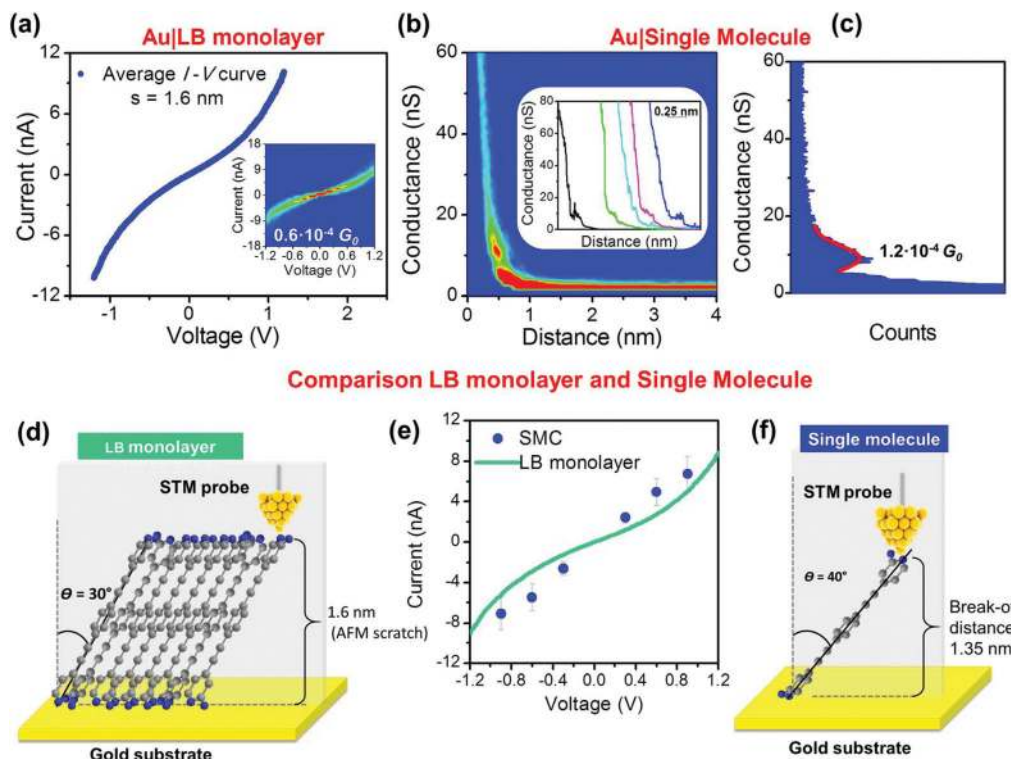 (a)
Au|LB monolayer
12
6
0
-6
-12
Current (nA)
Average I-V curve
s = 1.6 nm
18
9
0
-9
-18
Current (nA)
0.6·10-4 G0
-1.2 -0.6 0.0 0.6 1.2
Voltage (V)
-1 0 1 2
Voltage (V)
(b)
Au|Single Molecule
60
40
20
0
Conductance (nS)
80
60
40
20
0
Conductance (nS)
0.25 nm
Distance (nm)
0 1 2 3 4
Distance (nm)
(c)
60
40
20
0
Conductance (nS)
1.2·10-4 G0
Counts
Comparison LB monolayer and Single Molecule
(d)
LB monolayer
STM probe
Θ = 30°
1.6 nm
(AFM scratch)
Gold substrate
(e)
12
8
4
0
-4
-8
-12
Current (nA)
SMC
LB monolayer
-1.2 -0.8 -0.4 0.0 0.4 0.8 1.2
Voltage (V)
(f)
Single molecule
STM probe
Θ = 40°
Break-o
distance
1.35 nm
Gold substrate